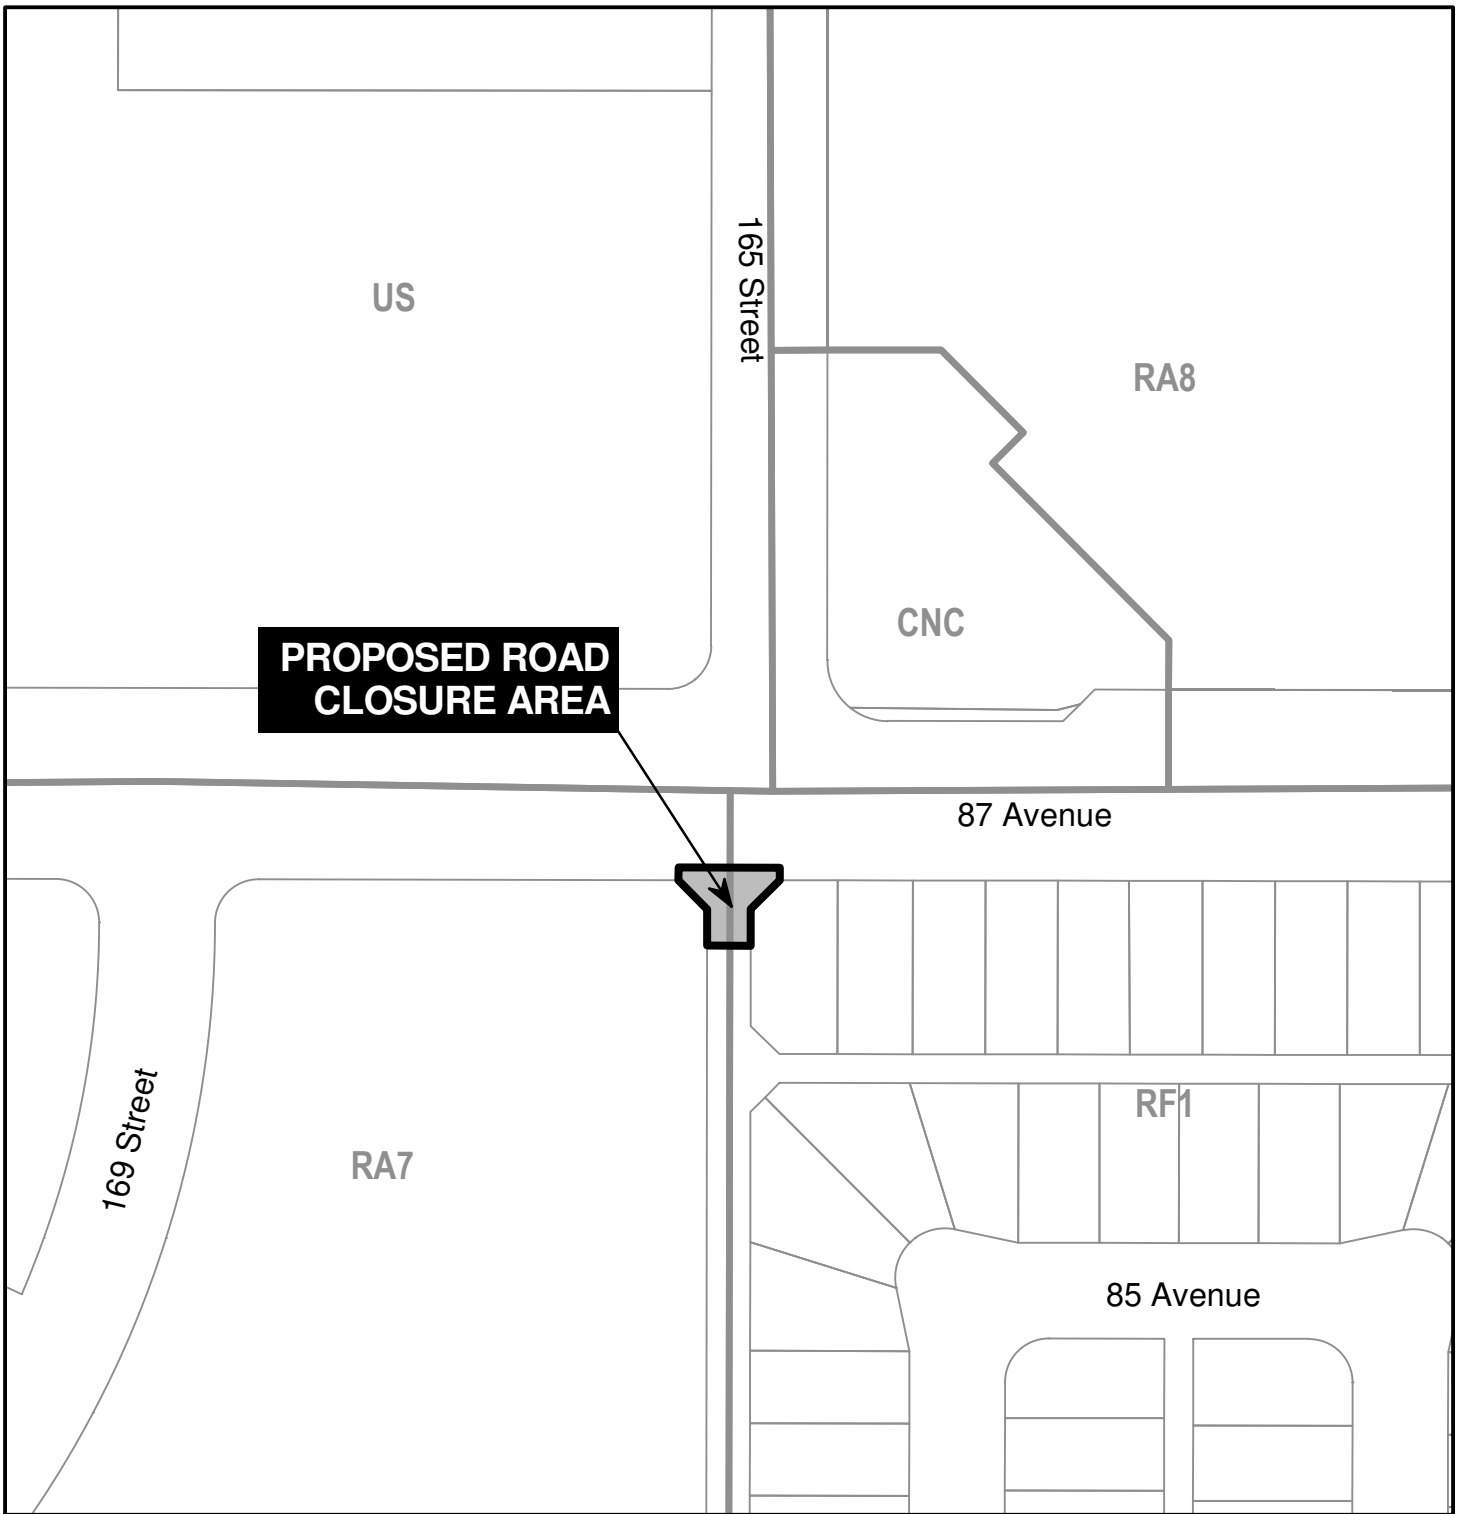 165 Street
US
RA8
CNC
PROPOSED ROAD
CLOSURE AREA
87 Avenue
169 Street
RF1
RA7
85 Avenue